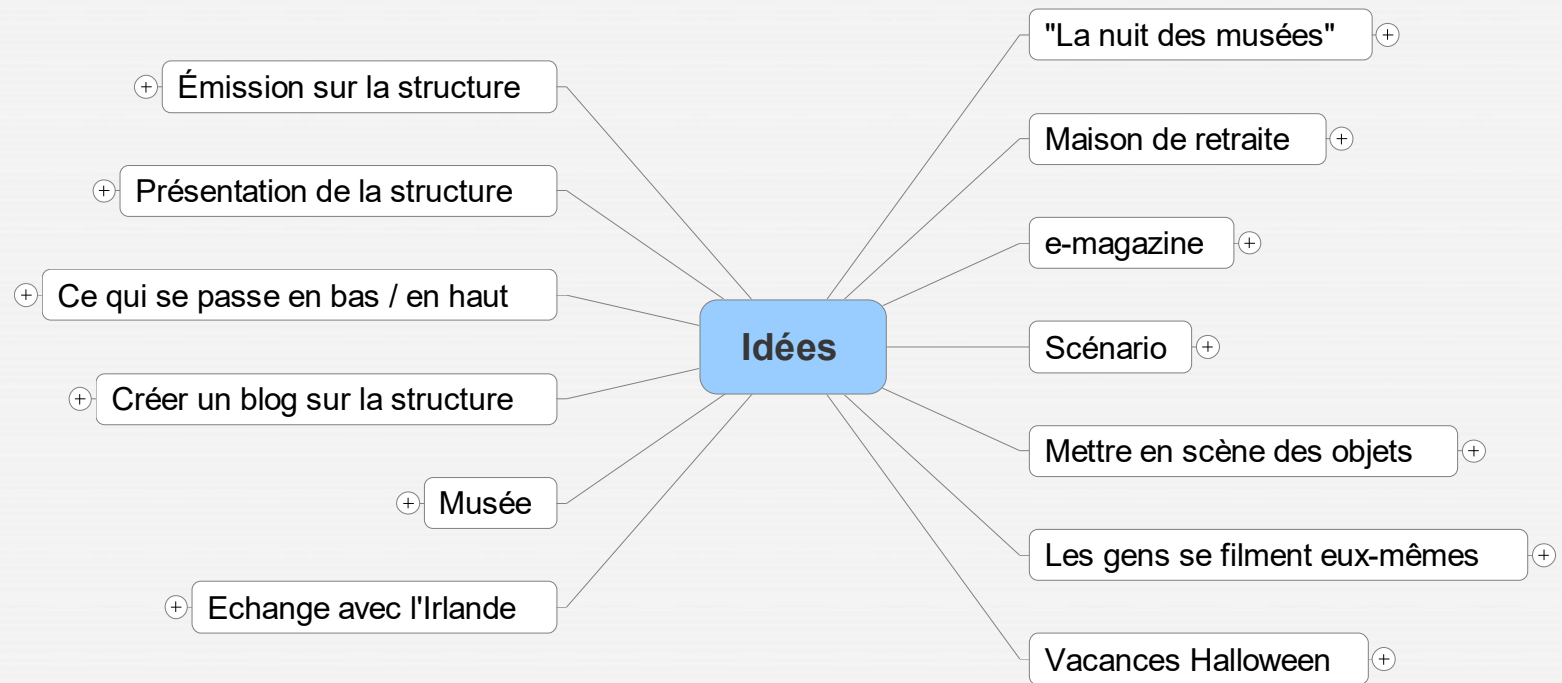 "La nuit des musées"
Émission sur la structure
Maison de retraite
Présentation de la structure
e-magazine
Ce qui se passe en bas / en haut
Idées
Scénario
Créer un blog sur la structure
Mettre en scène des objets
Musée
Les gens se filment eux-mêmes
Echange avec l'Irlande
Vacances Halloween